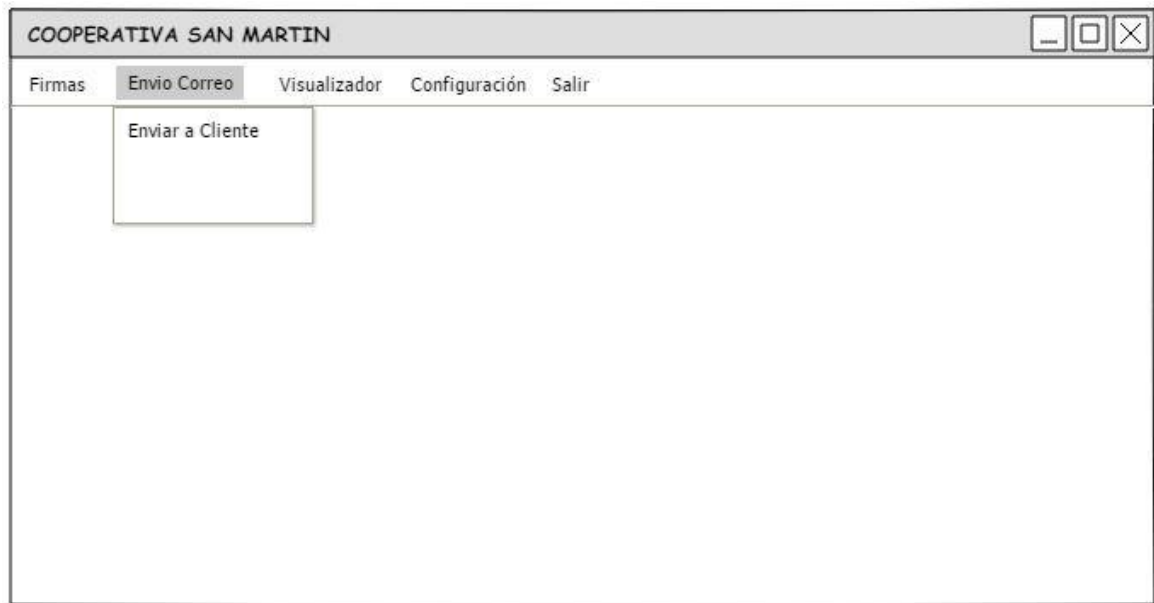 COOPERATIVA SAN MARTIN
Firmas Envio Correo Visualizador Configuración Salir
Enviar a Cliente